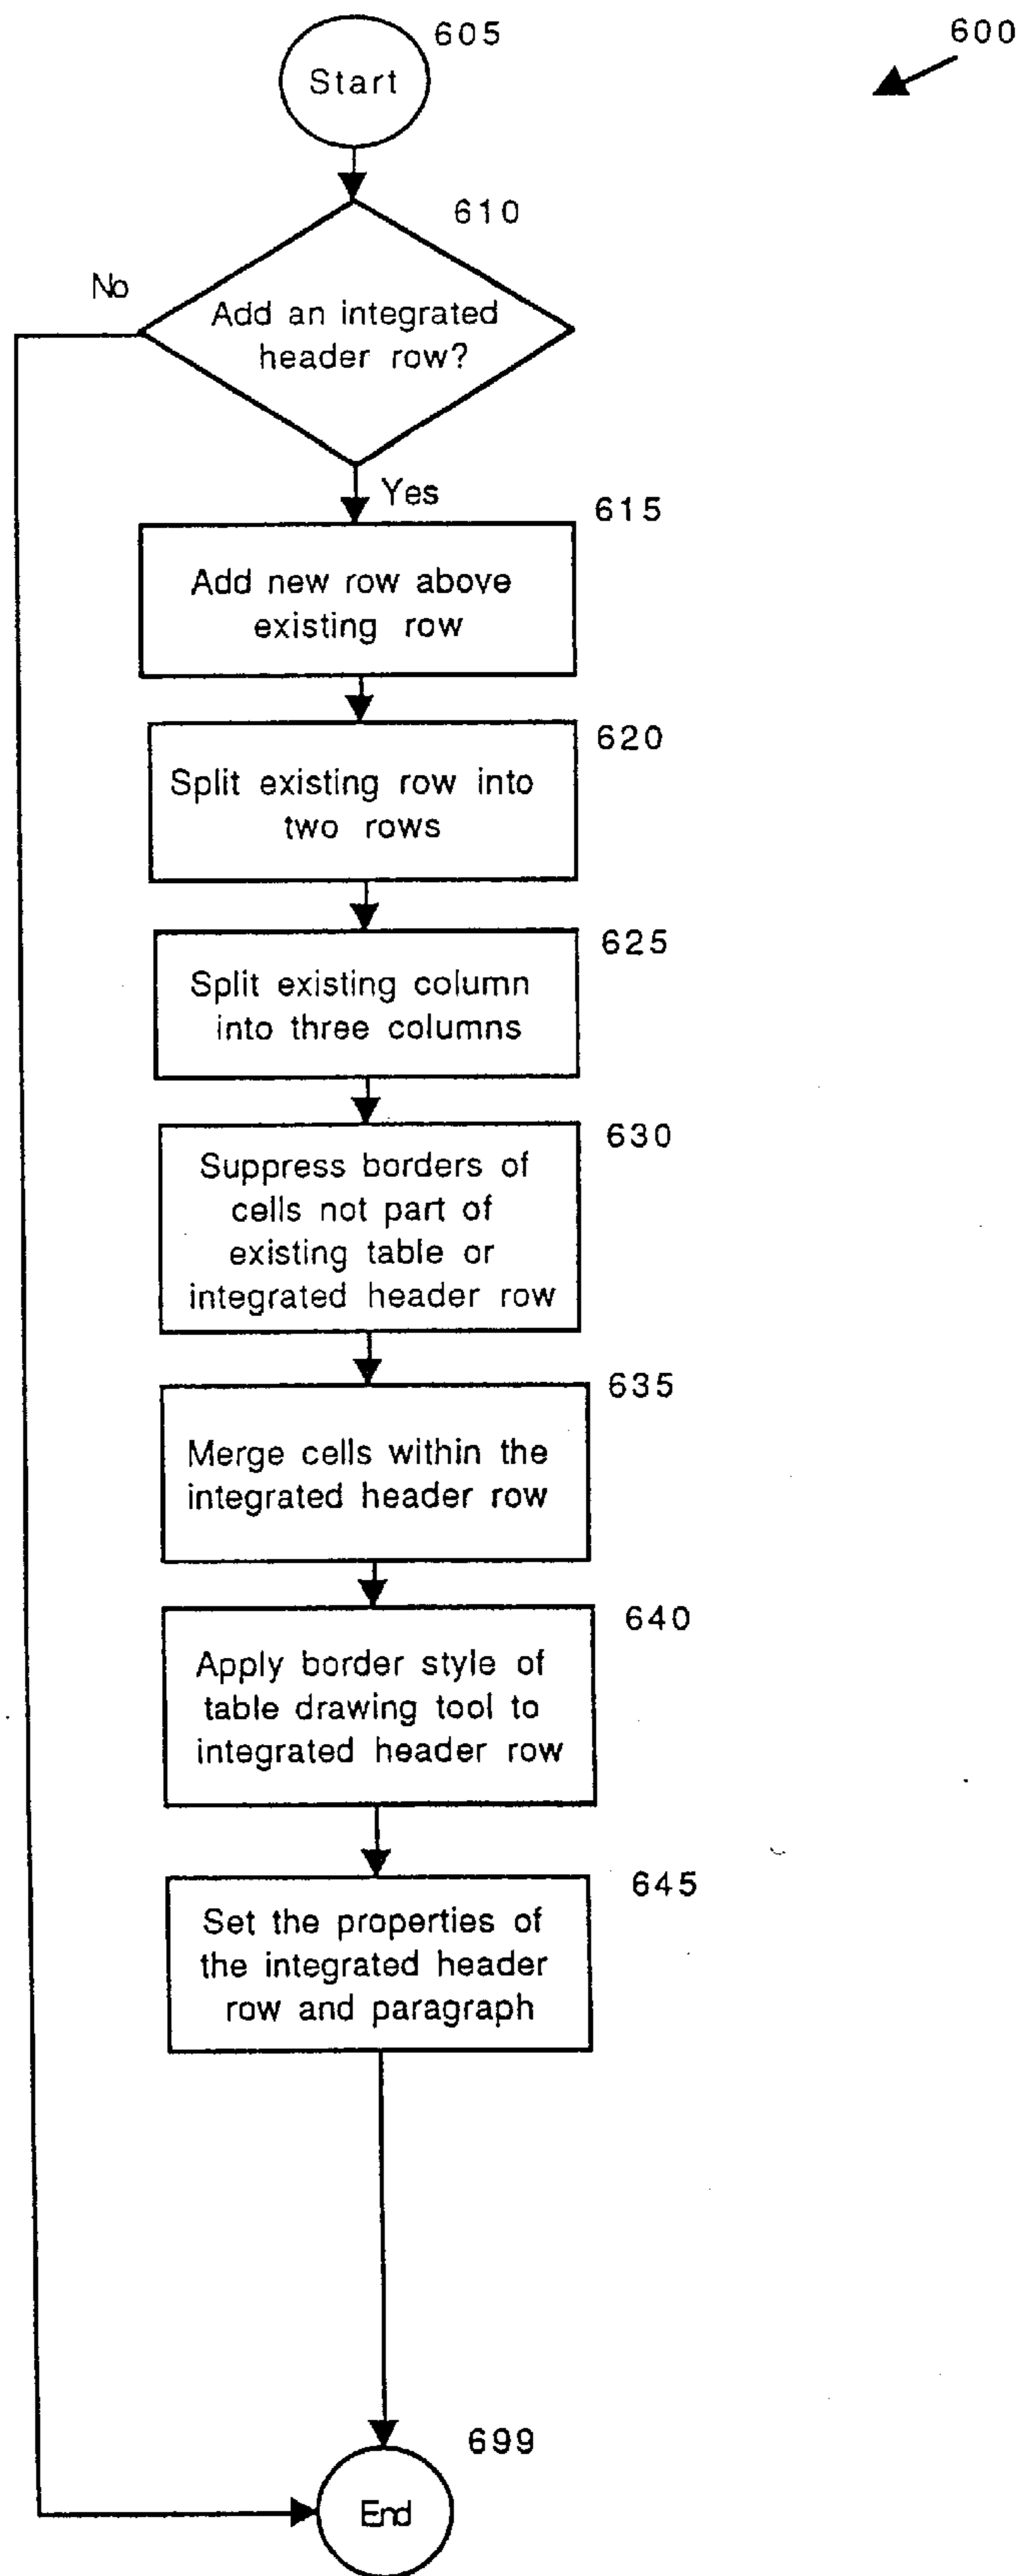 605
600
Start
610
No
Add an integrated
header row?
Yes
615
Add new row above
existing row
620
Split existing row into
two rows
625
Split existing column
into three columns
630
Suppress borders of
cells not part of
existing table or
integrated header row
635
Merge cells within the
integrated header row
640
Apply border style of
table drawing tool to
integrated header row
645
Set the properties of
the integrated header
row and paragraph
699
End